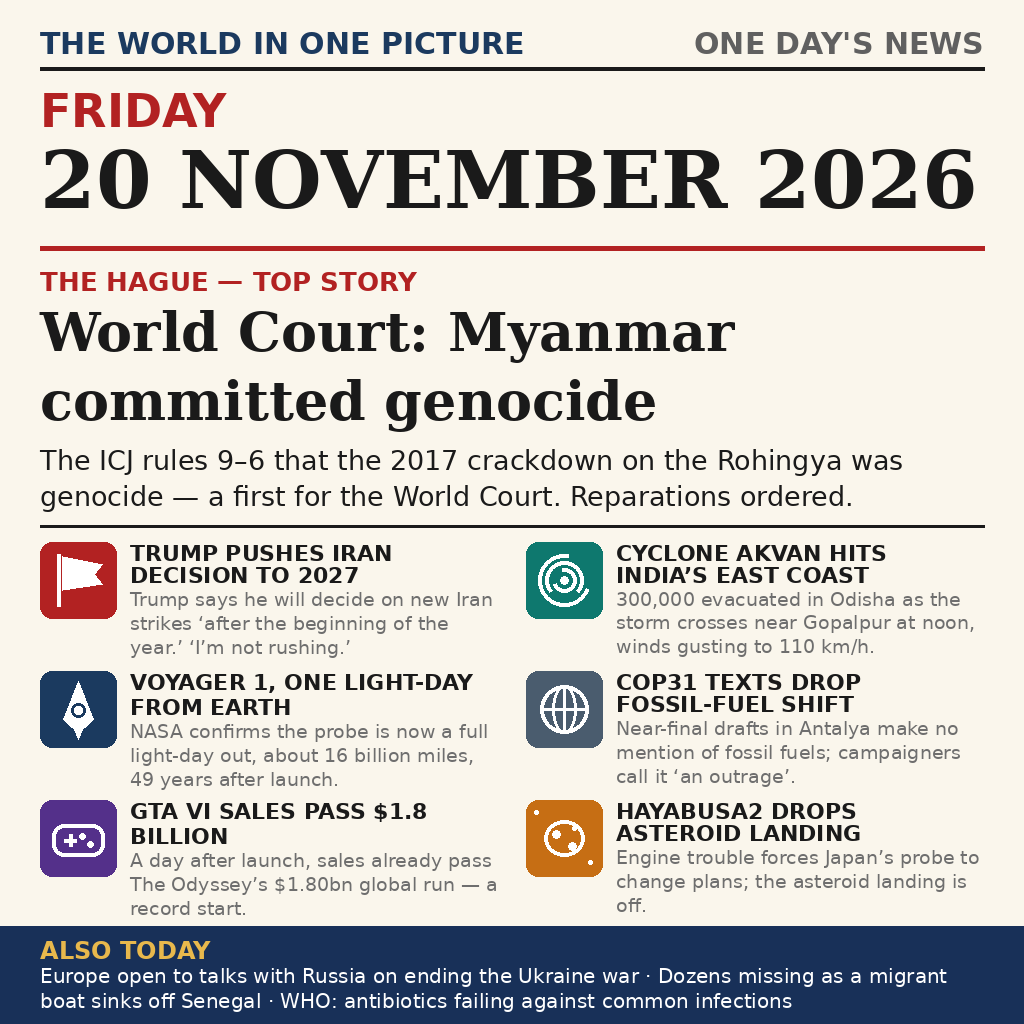 THE WORLD IN ONE PICTURE
ONE DAY'S NEWS
FRIDAY
20 NOVEMBER 2026
THE HAGUE — TOP STORY
World Court: Myanmar
committed genocide
The ICJ rules 9–6 that the 2017 crackdown on the Rohingya was
genocide — a first for the World Court. Reparations ordered.
TRUMP PUSHES IRAN
DECISION TO 2027
Trump says he will decide on new Iran
strikes ‘after the beginning of the
year.’ ‘I’m not rushing.’
CYCLONE AKVAN HITS
INDIA’S EAST COAST
300,000 evacuated in Odisha as the
storm crosses near Gopalpur at noon,
winds gusting to 110 km/h.
VOYAGER 1, ONE LIGHT-DAY
FROM EARTH
NASA confirms the probe is now a full
light-day out, about 16 billion miles,
49 years after launch.
COP31 TEXTS DROP
FOSSIL-FUEL SHIFT
Near-final drafts in Antalya make no
mention of fossil fuels; campaigners
call it ‘an outrage’.
GTA VI SALES PASS $1.8
BILLION
A day after launch, sales already pass
The Odyssey’s $1.80bn global run — a
record start.
HAYABUSA2 DROPS
ASTEROID LANDING
Engine trouble forces Japan’s probe to
change plans; the asteroid landing is
off.
ALSO TODAY
Europe open to talks with Russia on ending the Ukraine war · Dozens missing as a migrant
boat sinks off Senegal · WHO: antibiotics failing against common infections